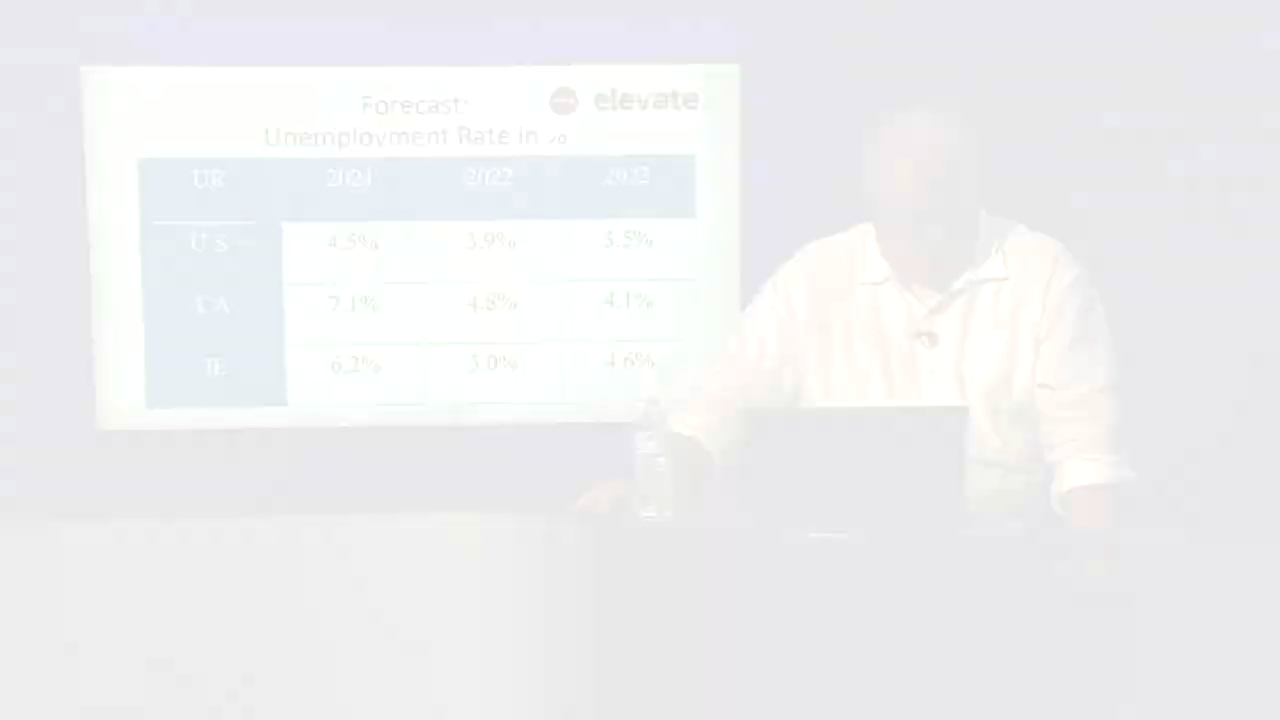 Forecast:
elevate
Unemployment Rate in %
UR 2021 2022
U.S 4.5% 3.9% 3.5%
CA 7.1% 4.8% 4.1%
IE 6.2% 5.0% 4.6%